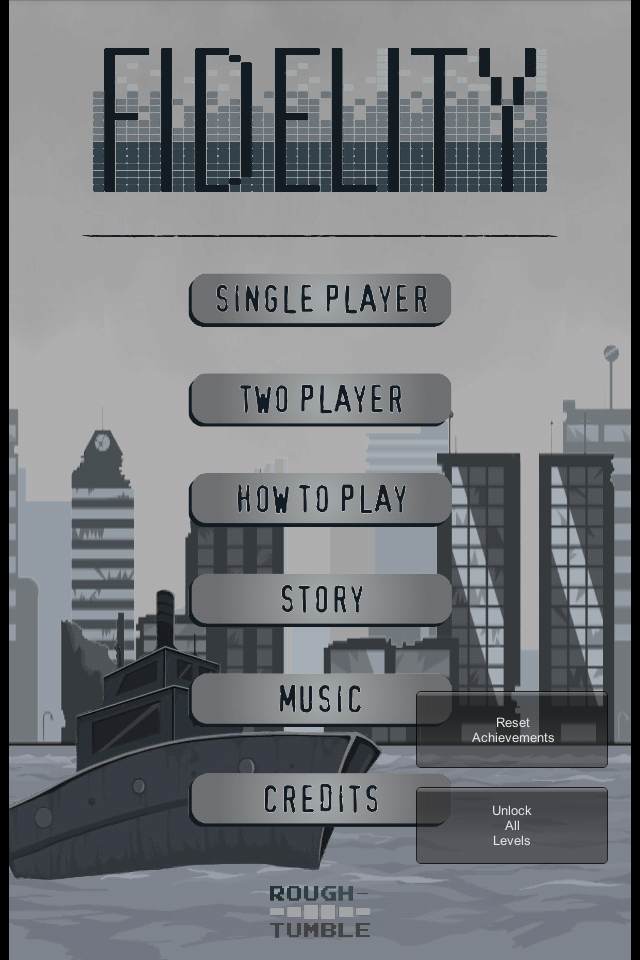 FIDELITY
SINGLE PLAYER
TWO PLAYER
HOW TO PLAY
STORY
MUSIC
Reset
Achievements
CREDITS
Unlock
All
Levels
ROUGH-
TUMBLE